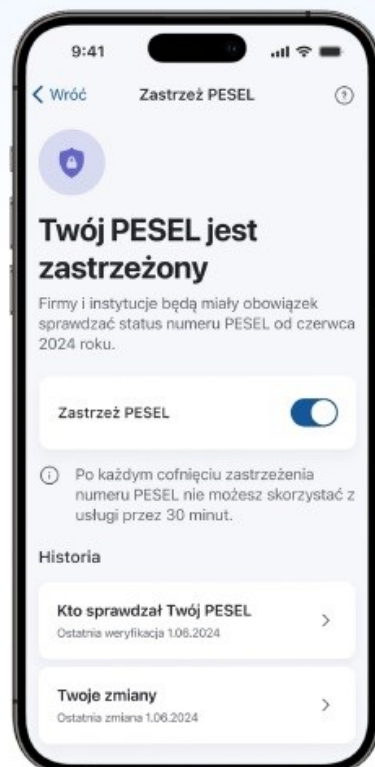 9:41
Wróć
Zastrzeż PESEL
Twój PESEL jest
zastrzeżony
Firmy i instytucje będą miały obowiązek
sprawdzać status numeru PESEL od czerwca
2024 roku.
Zastrzeż PESEL
Po każdym cofnięciu zastrzeżenia
numeru PESEL nie możesz skorzystać z
usługi przez 30 minut.
Historia
Kto sprawdzał Twój PESEL
Ostatnia weryfikacja 1.06.2024
Twoje zmiany
Ostatnia zmiana 1.06.2024